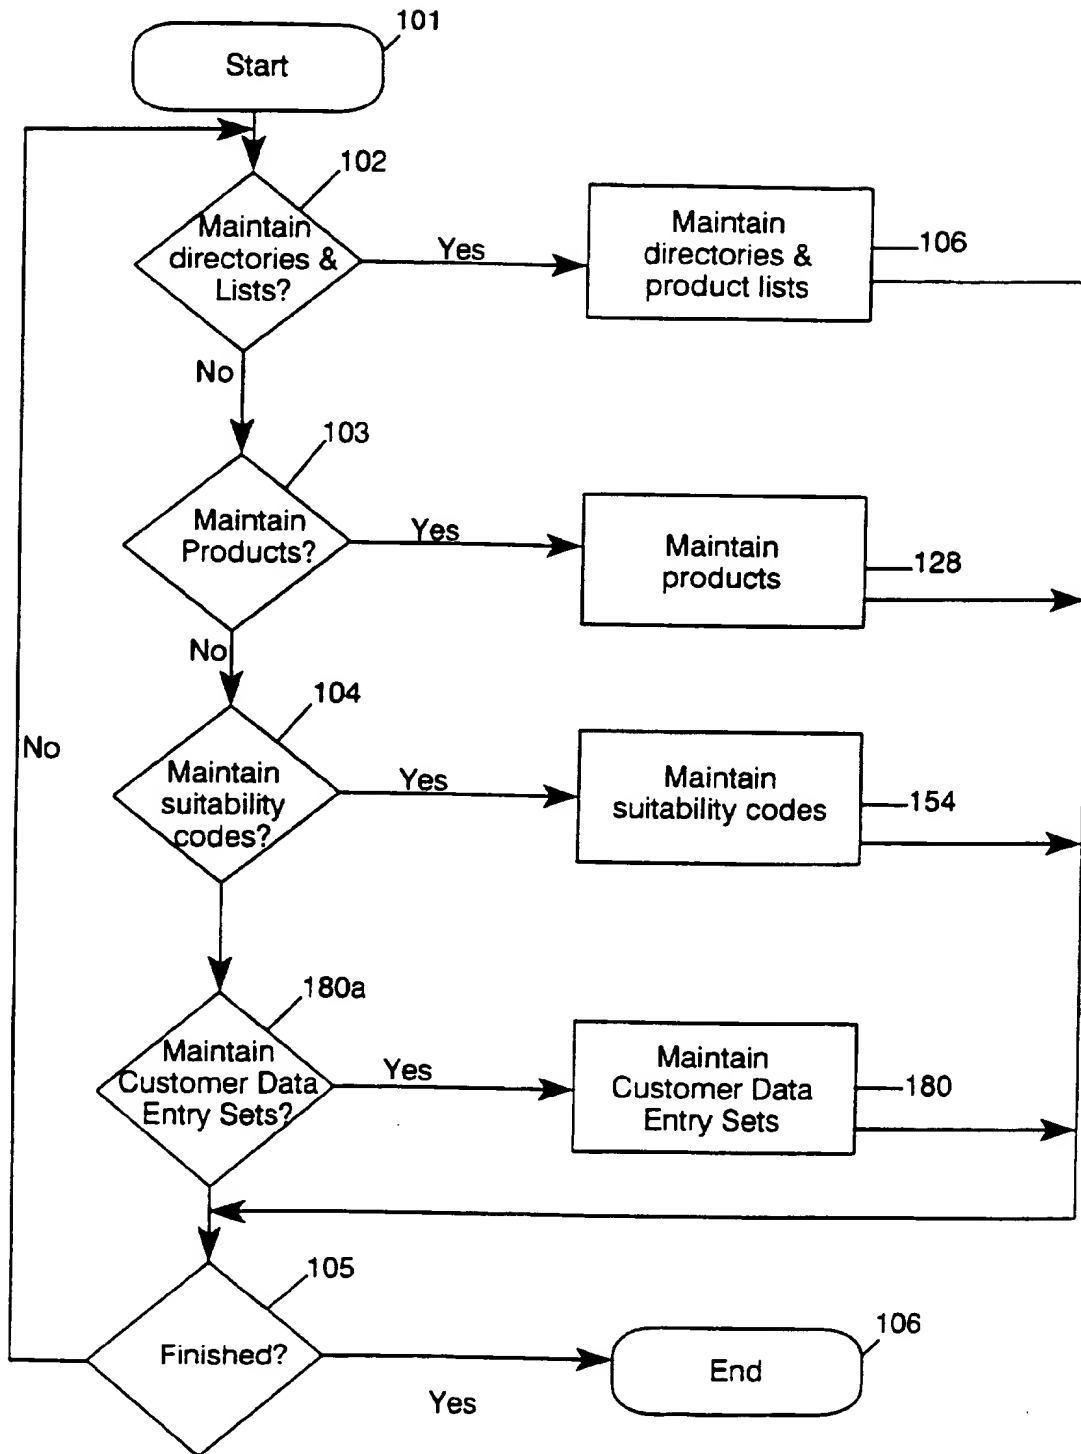 101
Start
102
Maintain
directories &
Lists?
Yes
Maintain
directories &
product lists
106
No
103
Maintain
Products?
Yes
Maintain
products
128
No
104
Maintain
suitability
codes?
Yes
Maintain
suitability codes
154
No
180a
Maintain
Customer Data
Entry Sets?
Yes
Maintain
Customer Data
Entry Sets
180
105
Finished?
Yes
106
End